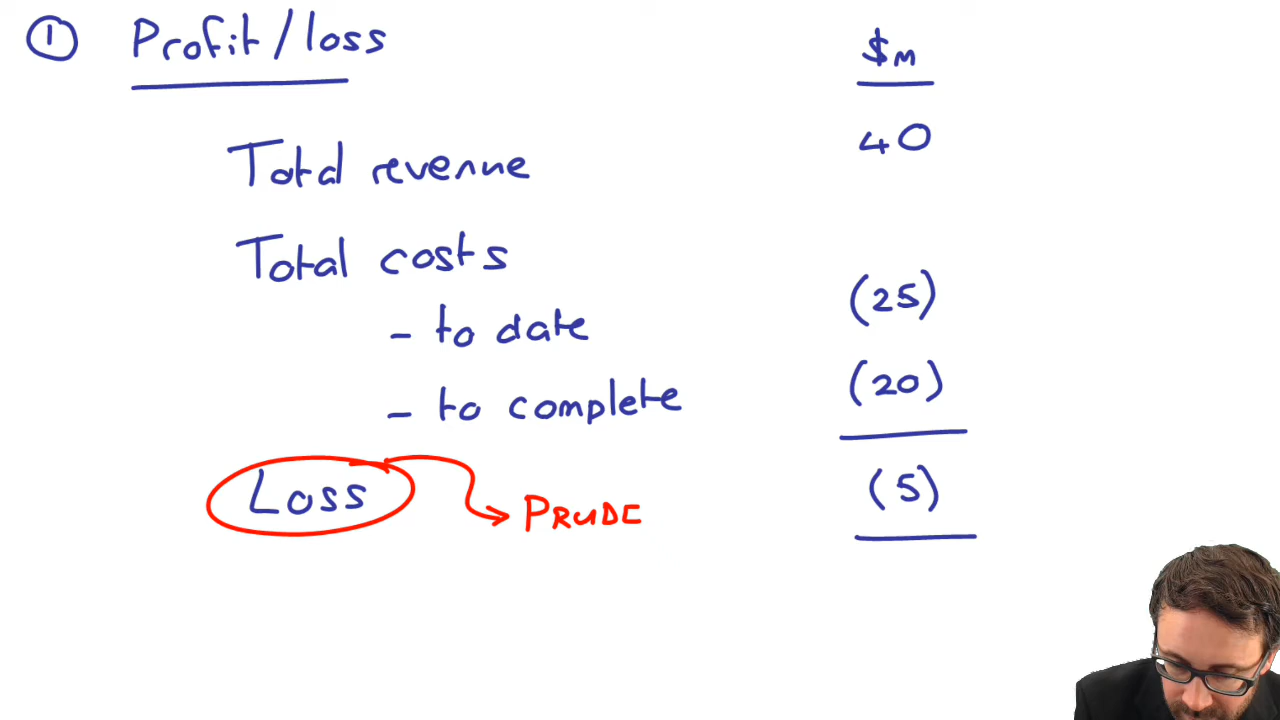 ① Profit/loss $m
Total revenue 40
Total costs
- to date (25)
- to complete (20)
Loss (5)
PRUDE